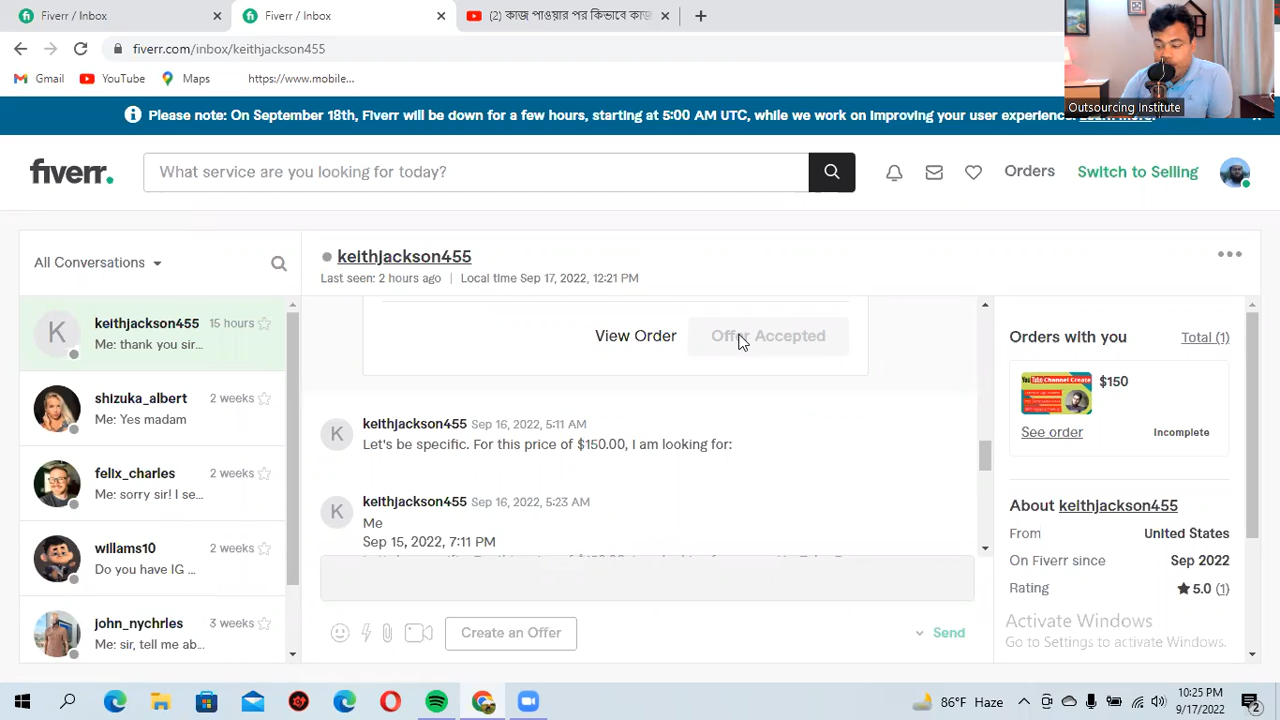 Fiverr / Inbox
Fiverr / Inbox
(2) কাজ পাওয়ার পর কিভাবে কাজ
fiverr.com/inbox/keithjackson455
Gmail
YouTube
Maps
https://www.mobile...
Outsourcing Institute
Please note: On September 18th, Fiverr will be down for a few hours, starting at 5:00 AM UTC, while we work on improving your user experience.
fiverr.
What service are you looking for today?
Orders
Switch to Selling
All Conversations
keithjackson455
Last seen: 2 hours ago | Local time Sep 17, 2022, 12:21 PM
keithjackson455 15 hours
Me: thank you sir...
shizuka_albert 2 weeks
Me: Yes madam
felix_charles 2 weeks
Me: sorry sir! I se...
willams10 2 weeks
Do you have IG ...
john_nychrles 3 weeks
Me: sir, tell me ab...
View Order Offer Accepted
keithjackson455 Sep 16, 2022, 5:11 AM
Let's be specific. For this price of $150.00, I am looking for:
keithjackson455 Sep 16, 2022, 5:23 AM
Me
Sep 15, 2022, 7:11 PM
Create an Offer
Send
Orders with you Total (1)
YouTube Channel Create
$150
See order Incomplete
About keithjackson455
From United States
On Fiverr since Sep 2022
Rating 5.0 (1)
Activate Windows
Go to Settings to activate Windows.
86°F Haze
10:25 PM
9/17/2022
2